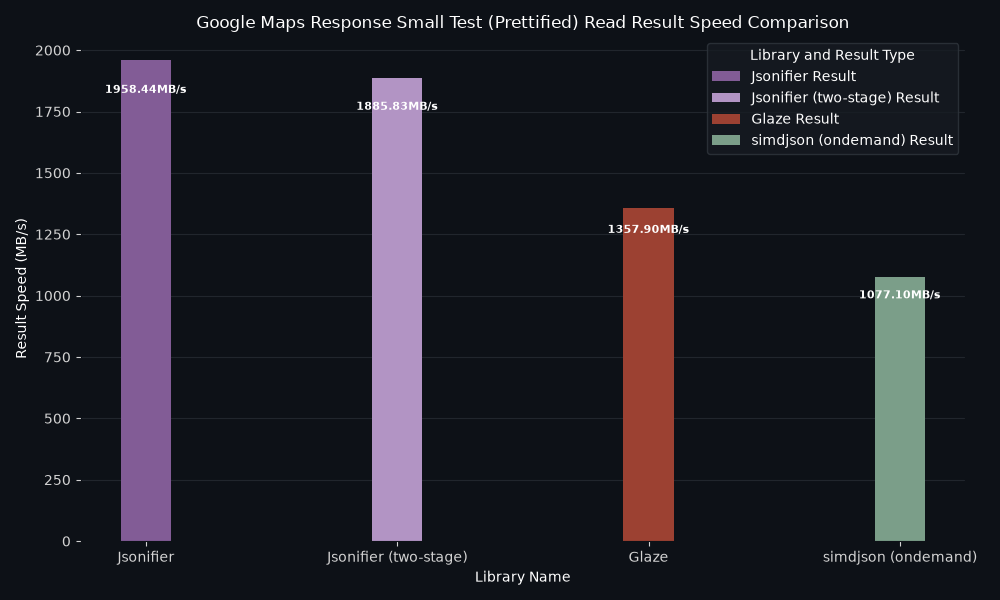 Google Maps Response Small Test (Prettified) Read Result Speed Comparison
Library and Result Type
Jsonifier Result
Jsonifier (two-stage) Result
Glaze Result
simdjson (ondemand) Result
Result Speed (MB/s)
2000
1750
1500
1250
1000
750
500
250
0
1958.44MB/s
1885.83MB/s
1357.90MB/s
1077.10MB/s
Jsonifier
Jsonifier (two-stage)
Glaze
simdjson (ondemand)
Library Name